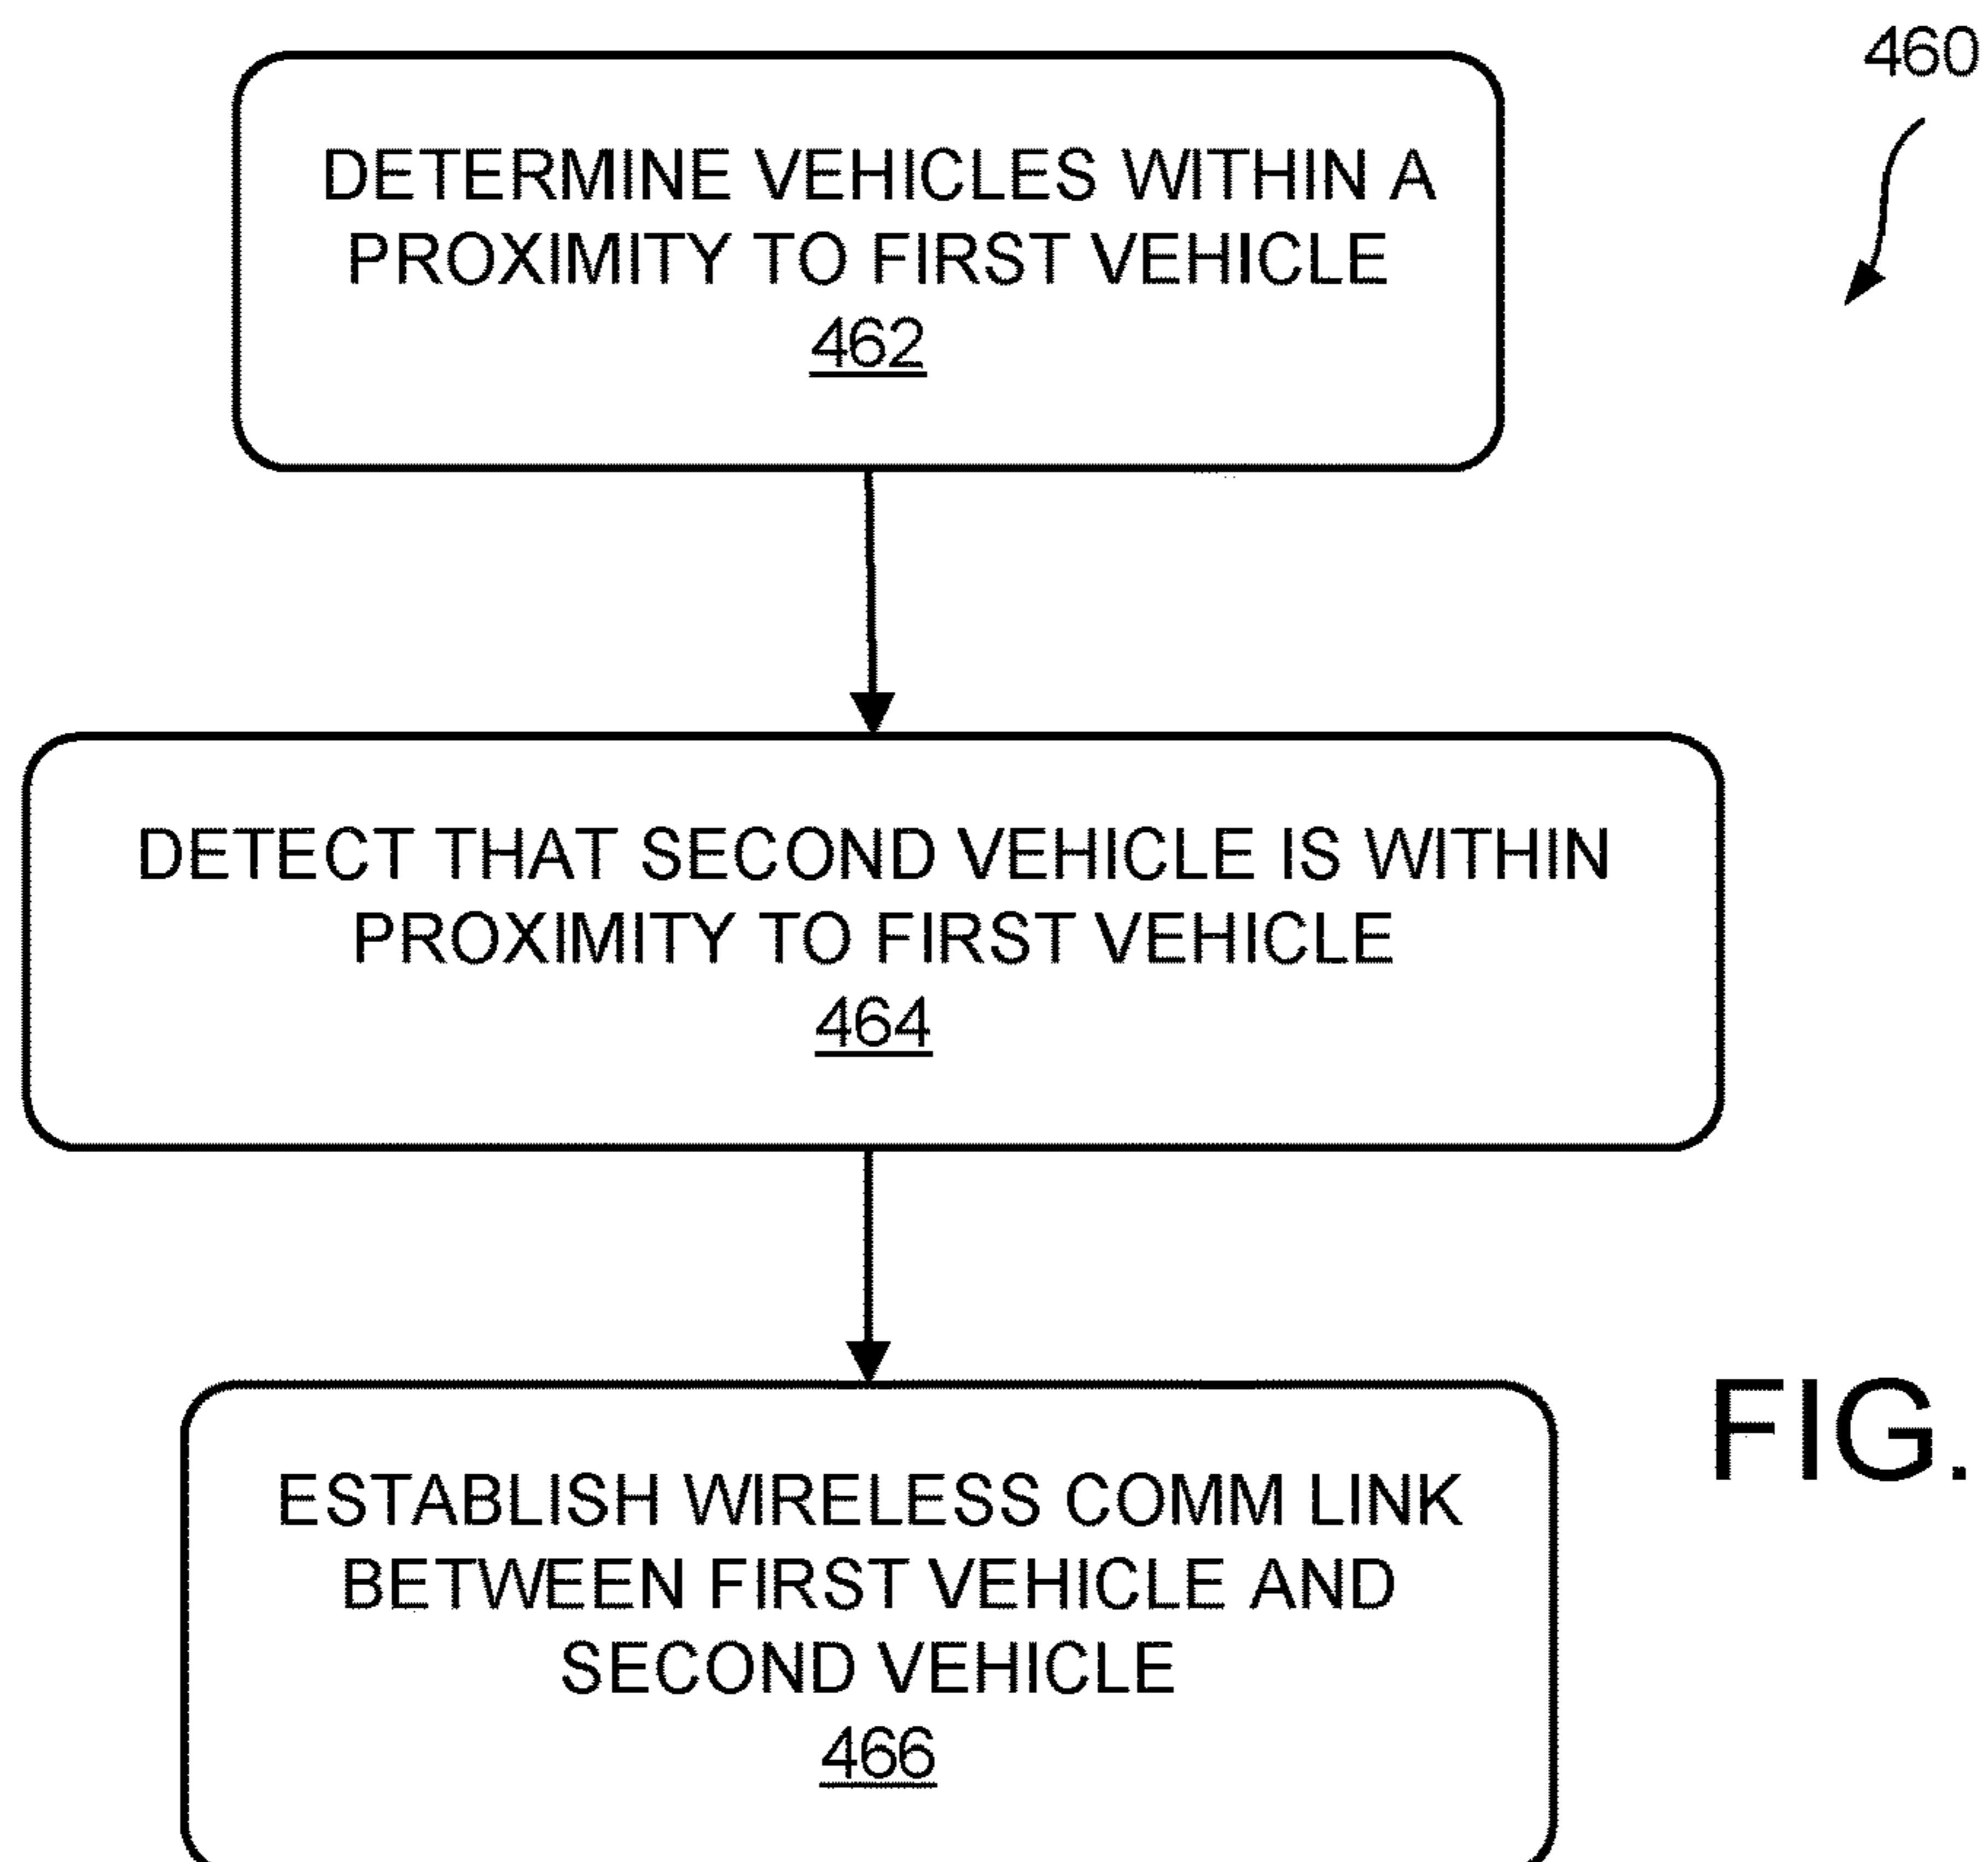 460
DETERMINE VEHICLES WITHIN A
PROXIMITY TO FIRST VEHICLE
462
DETECT THAT SECOND VEHICLE IS WITHIN
PROXIMITY TO FIRST VEHICLE
464
ESTABLISH WIRELESS COMM LINK
BETWEEN FIRST VEHICLE AND
SECOND VEHICLE
466
FIG.